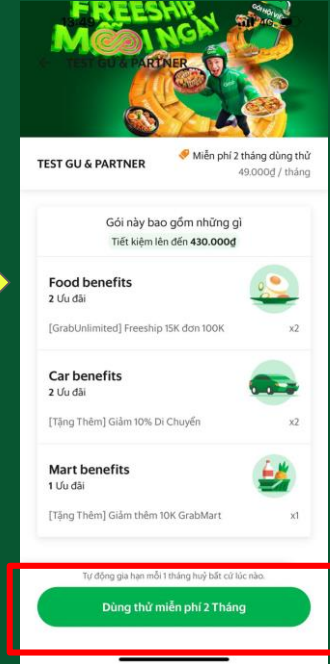 FREESHIP
MỖI NGÀY
13:49
TEST GU & PARTNER
TEST GU & PARTNER
Miễn phí 2 tháng dùng thử
49.000₫ / tháng
Gói này bao gồm những gì
Tiết kiệm lên đến 430.000₫
Food benefits
2 Ưu đãi
[GrabUnlimited] Freeship 15K đơn 100K x2
Car benefits
2 Ưu đãi
[Tặng Thêm] Giảm 10% Di Chuyển x2
Mart benefits
1 Ưu đãi
[Tặng Thêm] Giảm thêm 10K GrabMart x1
Tự động gia hạn mỗi 1 tháng huỷ bất cứ lúc nào.
Dùng thử miễn phí 2 Tháng